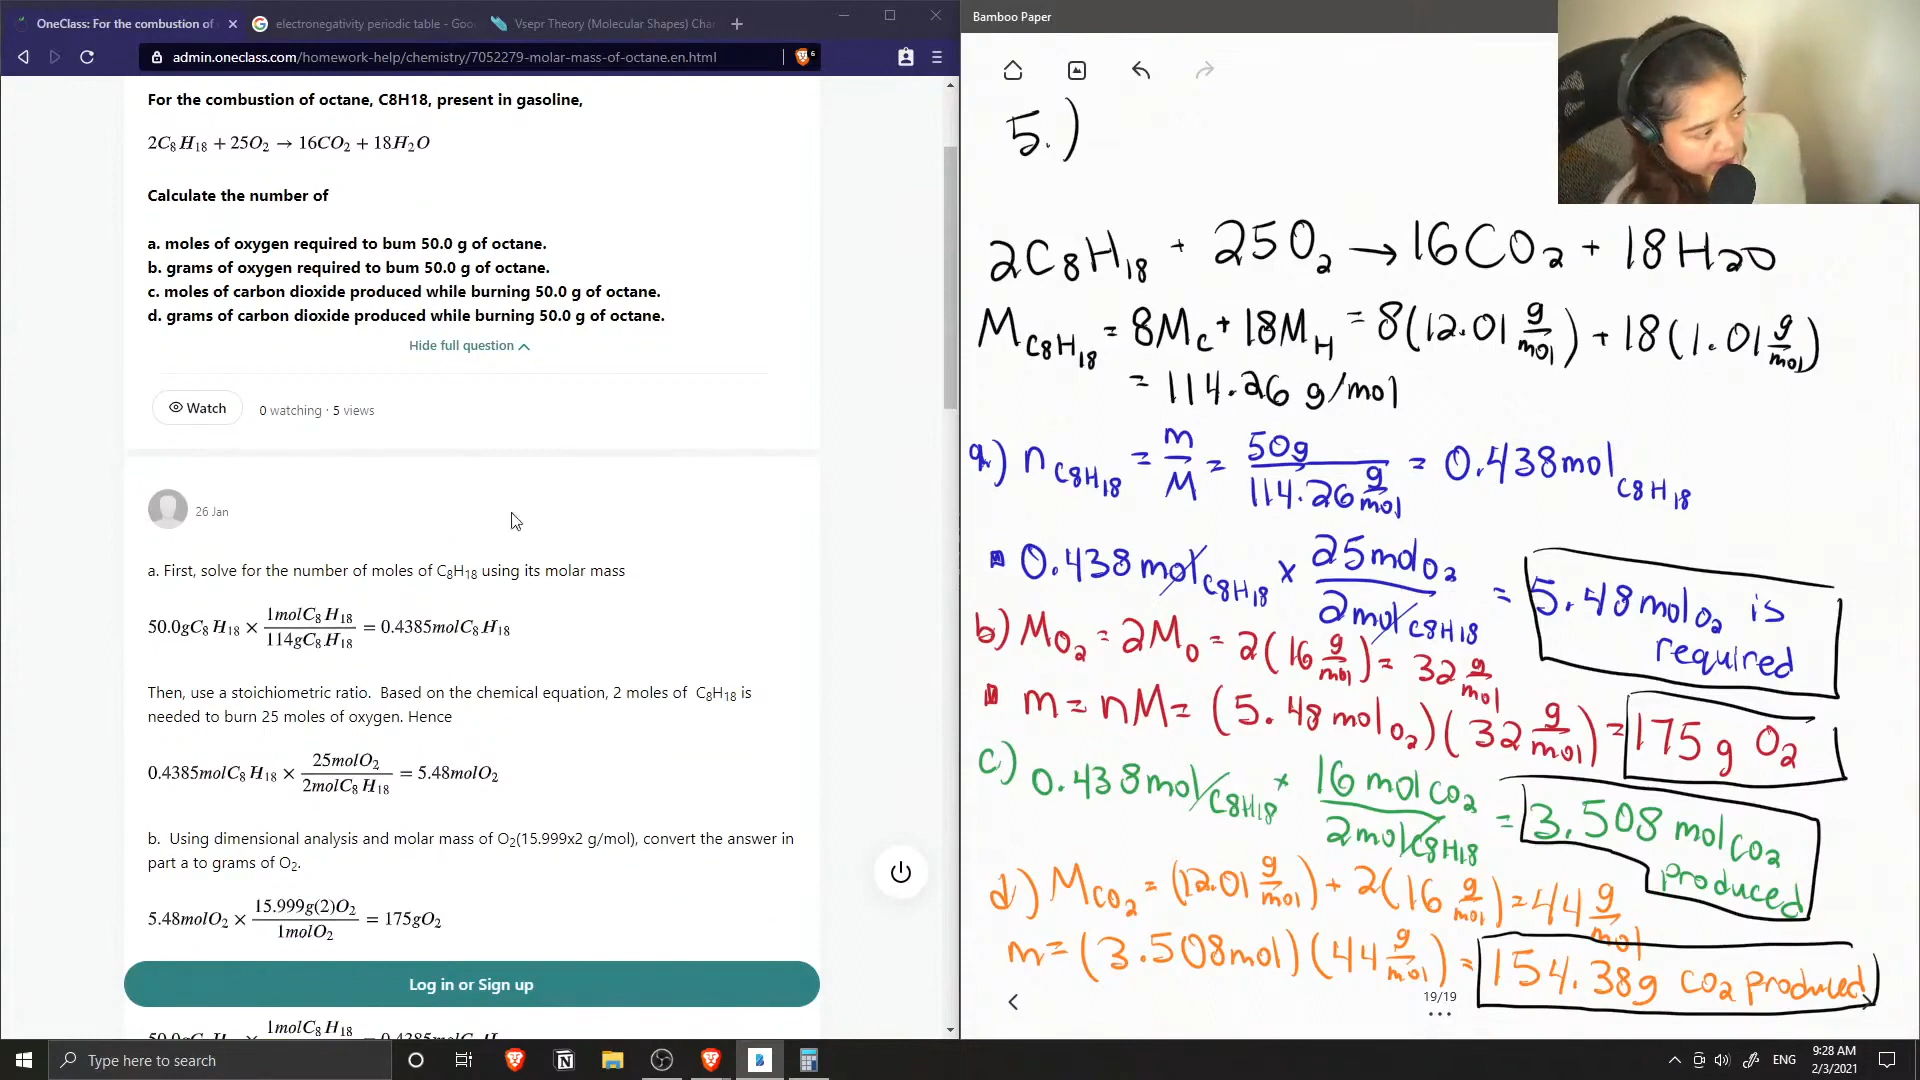 OneClass: For the combustion of
electronegativity periodic table - Goo
Vsepr Theory (Molecular Shapes) Cha
admin.oneclass.com/homework-help/chemistry/7052279-molar-mass-of-octane.en.html
6
For the combustion of octane, C8H18, present in gasoline,
2C₈H₁₈ + 25O₂ → 16CO₂ + 18H₂O
Calculate the number of
a. moles of oxygen required to bum 50.0 g of octane.
b. grams of oxygen required to bum 50.0 g of octane.
c. moles of carbon dioxide produced while burning 50.0 g of octane.
d. grams of carbon dioxide produced while burning 50.0 g of octane.
Hide full question
Watch 0 watching · 5 views
26 Jan
a. First, solve for the number of moles of C₈H₁₈ using its molar mass
50.0gC₈H₁₈ × 1molC₈H₁₈ / 114gC₈H₁₈ = 0.4385molC₈H₁₈
Then, use a stoichiometric ratio. Based on the chemical equation, 2 moles of C₈H₁₈ is
needed to burn 25 moles of oxygen. Hence
0.4385molC₈H₁₈ × 25molO₂ / 2molC₈H₁₈ = 5.48molO₂
b. Using dimensional analysis and molar mass of O₂(15.999x2 g/mol), convert the answer in
part a to grams of O₂.
5.48molO₂ × 15.999g(2)O₂ / 1molO₂ = 175gO₂
Log in or Sign up
1molC₈H₁₈
Bamboo Paper
5.)
2C₈H₁₈ + 25O₂ → 16CO₂ + 18H₂O
M C₈H₁₈ = 8M_C + 18M_H = 8(12.01 g/mol) + 18(1.01 g/mol)
= 114.26 g/mol
a) n C₈H₁₈ = m/M = 50g / 114.26 g/mol = 0.438mol C₈H₁₈
0.438 mol C₈H₁₈ × 25 mol O₂ / 2 mol C₈H₁₈ = 5.48 mol O₂ is
required
b) M O₂ = 2M_O = 2(16 g/mol) = 32 g/mol
m = nM = (5.48 mol O₂)(32 g/mol) = 175 g O₂
c) 0.438 mol C₈H₁₈ × 16 mol CO₂ / 2 mol C₈H₁₈ = 3.508 mol CO₂
produced
d) M CO₂ = (12.01 g/mol) + 2(16 g/mol) = 44 g/mol
m = (3.508mol)(44 g/mol) = 154.38g CO₂ produced
19/19
Type here to search
ENG
9:28 AM
2/3/2021